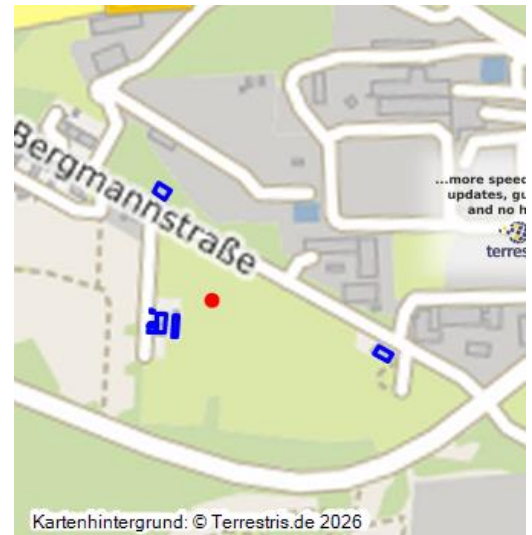 Bergmannstraße
...more speed
updates, gu
and no h
terres
Kartenhintergrund: © Terrestris.de 2026